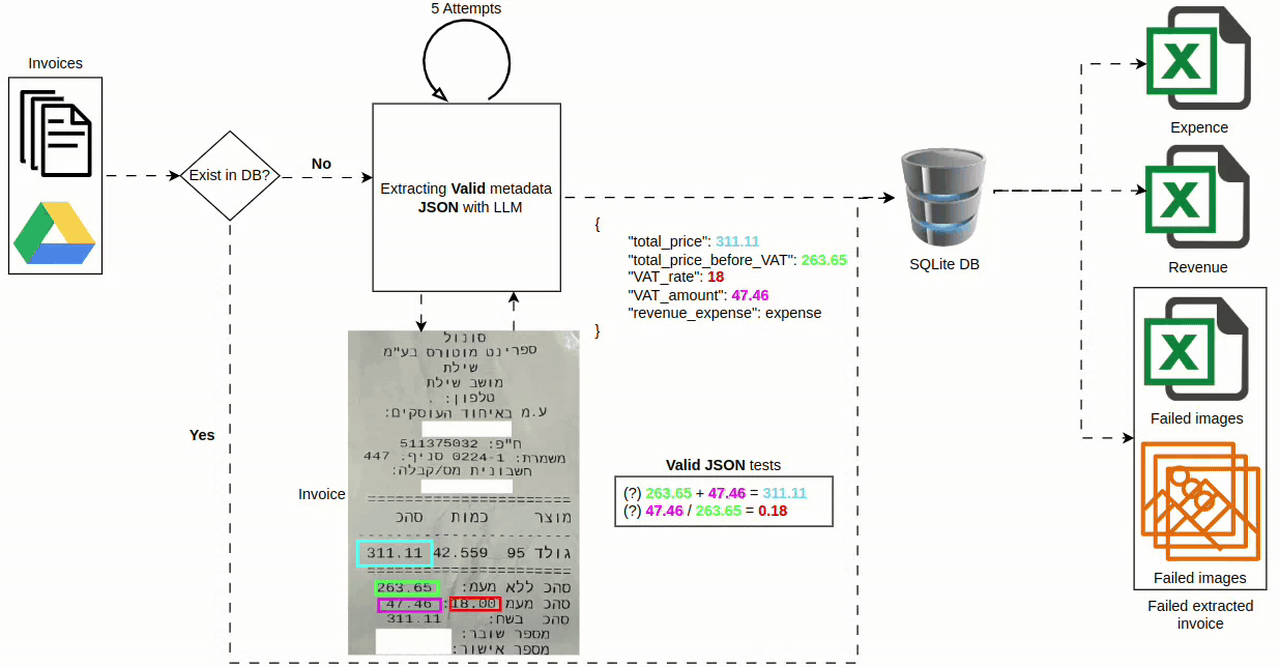 5 Attempts
Invoices
Exist in DB?
No
Yes
Extracting Valid metadata
JSON with LLM
{
"total_price": 311.11
"total_price_before_VAT": 263.65
"VAT_rate": 18
"VAT_amount": 47.46
"revenue_expense": expense
}
SQLite DB
X
Expence
X
Revenue
X
Failed images
Failed images
Failed extracted
invoice
Valid JSON tests
(?) 263.65 + 47.46 = 311.11
(?) 47.46 / 263.65 = 0.18
Invoice
סונול
ספרינט מוטורס בע"מ
שילת
מושב שילת
טלפון: .
ע.מ באיחוד העוסקים:
ח"פ: 511375032
משמרת: 0224-1 סניף. 447
חשבונית מס/קבלה:
מוצר כמות סהכ
גולד 95 42.559 311.11
סהכ ללא מעמ: 263.65
סהכ מעמ 18.00: 47.46
סהכ בשח: 311.11
מספר שובר:
מספר אישור: